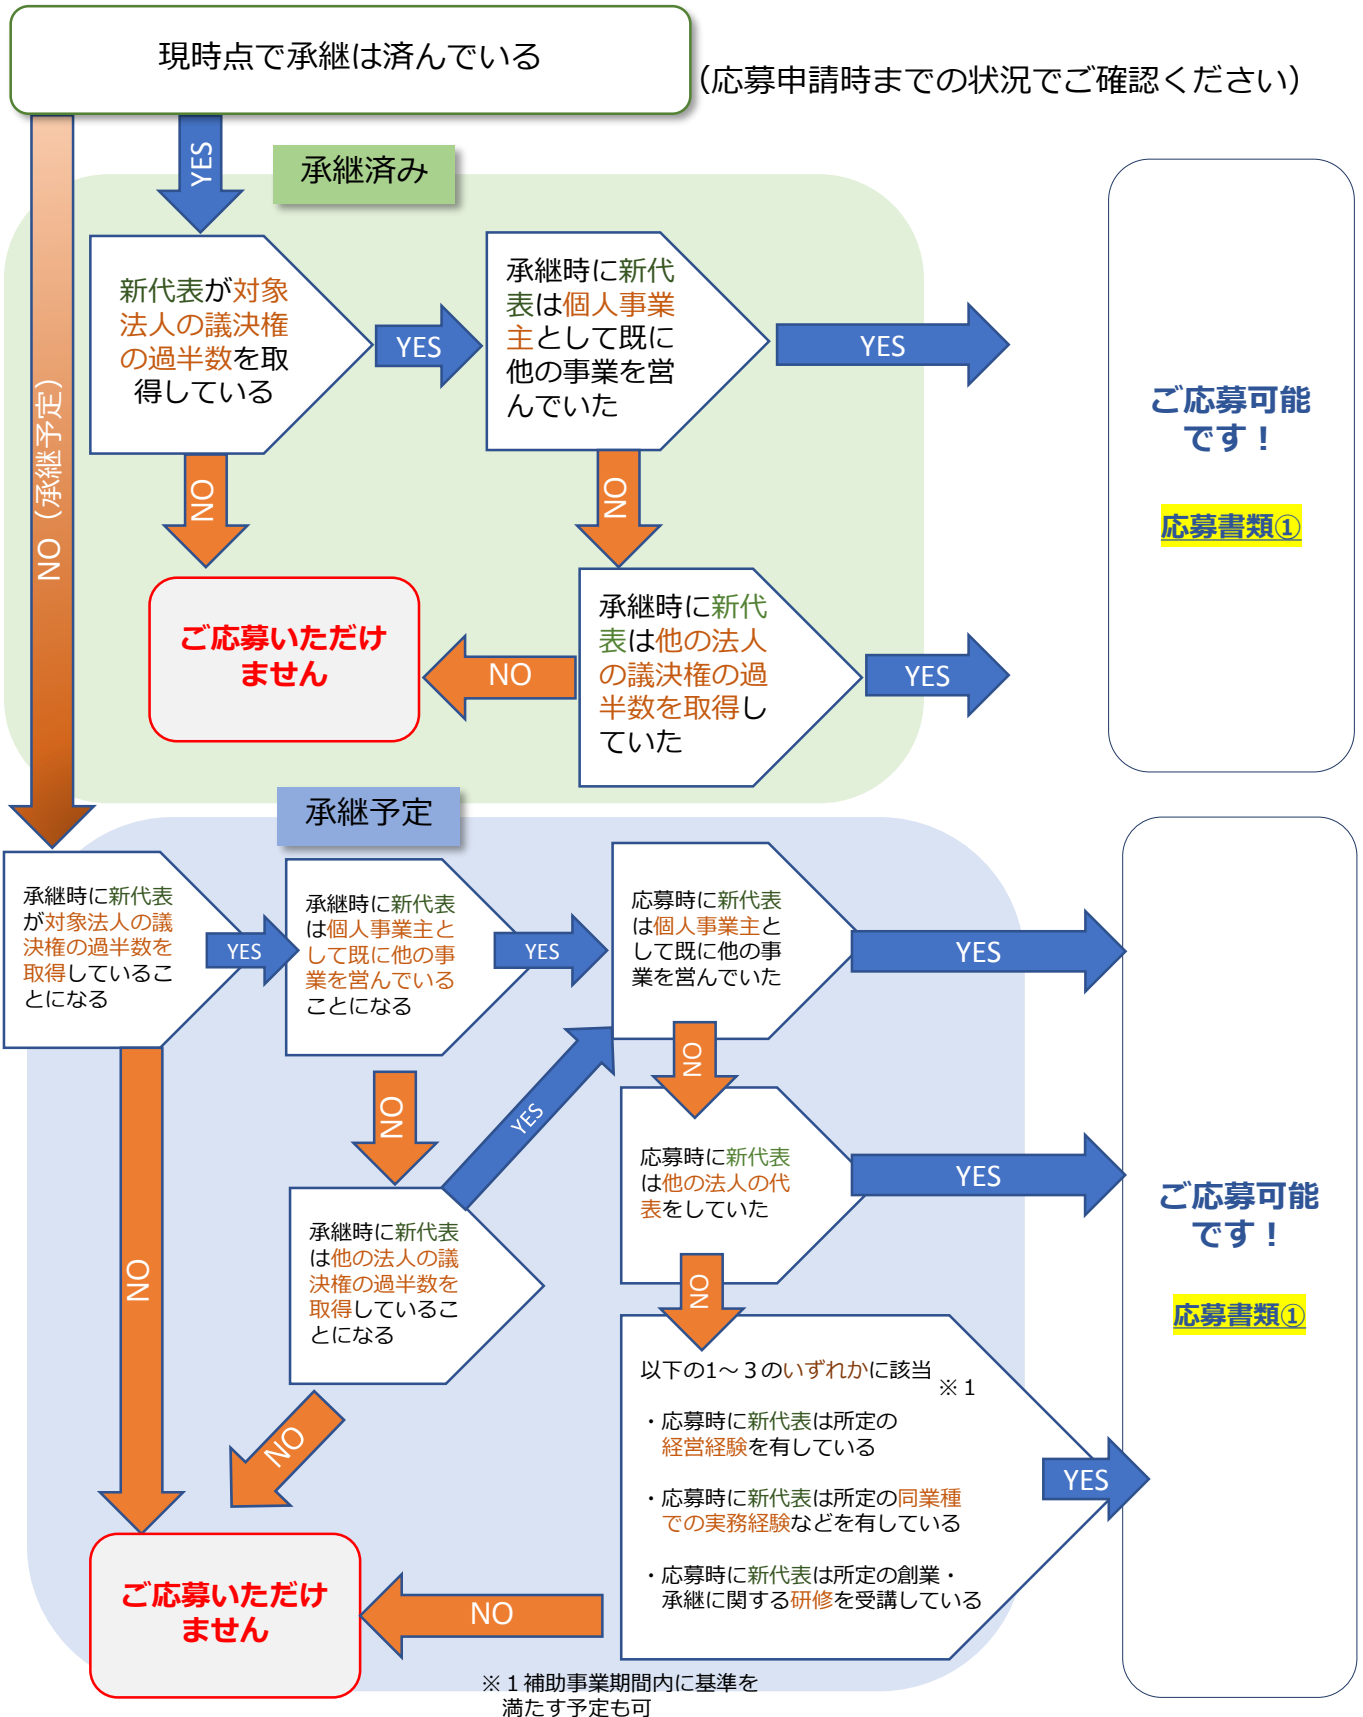 現時点で承継は済んでいる
（応募申請時までの状況でご確認ください）
YES
NO（承継予定）
承継済み
新代表が対象
法人の議決権
の過半数を取
得している
YES
承継時に新代
表は個人事業
主として既に
他の事業を営
んでいた
YES
NO
NO
ご応募いただけ
ません
NO
承継時に新代
表は他の法人
の議決権の過
半数を取得し
ていた
YES
ご応募可能
です！
応募書類①
承継予定
承継時に新代表
が対象法人の議
決権の過半数を
取得しているこ
とになる
YES
承継時に新代表
は個人事業主と
して既に他の事
業を営んでいる
ことになる
YES
応募時に新代表
は個人事業主と
して既に他の事
業を営んでいた
YES
NO
NO
YES
NO
応募時に新代表
は他の法人の代
表をしていた
YES
承継時に新代表
は他の法人の議
決権の過半数を
取得しているこ
とになる
NO
NO
以下の1～３のいずれかに該当
※１
・応募時に新代表は所定の
経営経験を有している
・応募時に新代表は所定の同業種
での実務経験などを有している
・応募時に新代表は所定の創業・
承継に関する研修を受講している
YES
ご応募可能
です！
応募書類①
NO
ご応募いただけ
ません
※１補助事業期間内に基準を
満たす予定も可